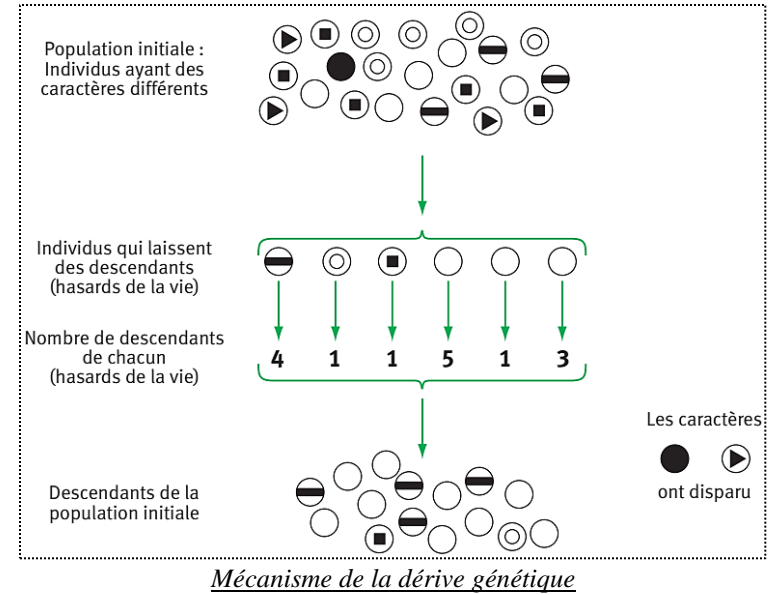 Population initiale :
Individus ayant des
caractères différents
Individus qui laissent
des descendants
(hasards de la vie)
Nombre de descendants
de chacun
(hasards de la vie)
4 1 1 5 1 3
Les caractères
ont disparu
Descendants de la
population initiale
Mécanisme de la dérive génétique